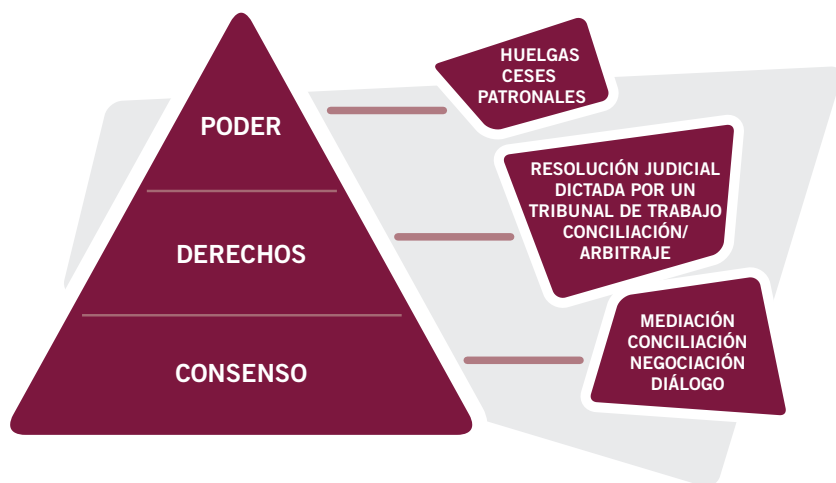 PODER
HUELGAS
CESES
PATRONALES
DERECHOS
RESOLUCIÓN JUDICIAL
DICTADA POR UN
TRIBUNAL DE TRABAJO
CONCILIACIÓN/
ARBITRAJE
CONSENSO
MEDIACIÓN
CONCILIACIÓN
NEGOCIACIÓN
DIÁLOGO